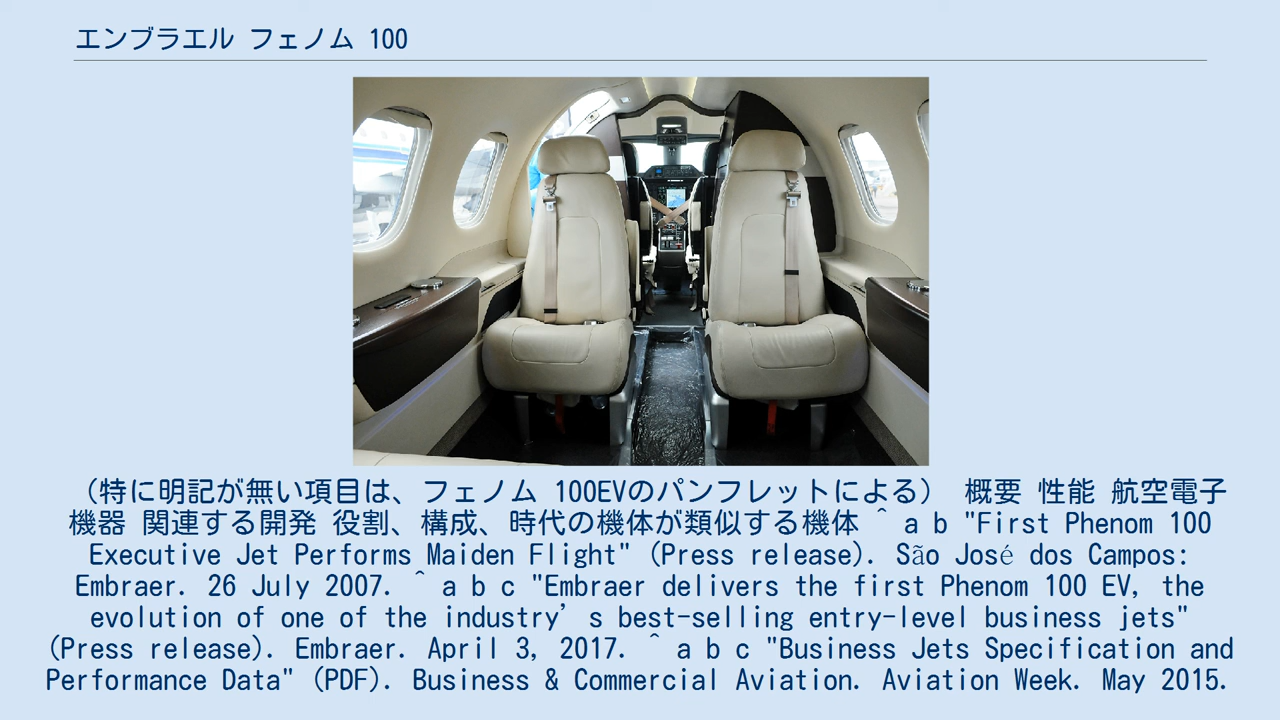 エンブラエル フェノム 100
（特に明記が無い項目は、フェノム 100EVのパンフレットによる） 概要 性能 航空電子
機器 関連する開発 役割、構成、時代の機体が類似する機体 ^ a b "First Phenom 100
Executive Jet Performs Maiden Flight" (Press release). São José dos Campos:
Embraer. 26 July 2007. ^ a b c "Embraer delivers the first Phenom 100 EV, the
evolution of one of the industry’s best-selling entry-level business jets"
(Press release). Embraer. April 3, 2017. ^ a b c "Business Jets Specification and
Performance Data" (PDF). Business & Commercial Aviation. Aviation Week. May 2015.